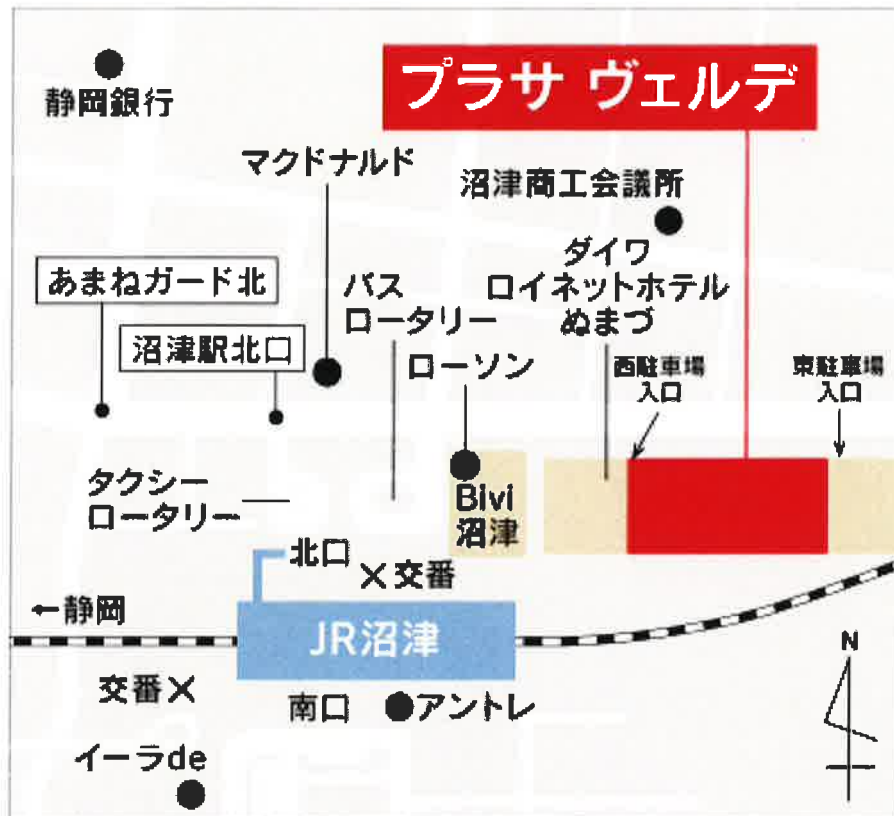 プラサ ヴェルデ
静岡銀行
マクドナルド
沼津商工会議所
ダイワ
ロイネットホテル
ぬまづ
あまねガード北
バス
ロータリー
沼津駅北口
ローソン
西駐車場
入口
東駐車場
入口
タクシー
ロータリー
Bivi
沼津
北口
×交番
←静岡
JR沼津
N
交番×
南口
アントレ
イーラde